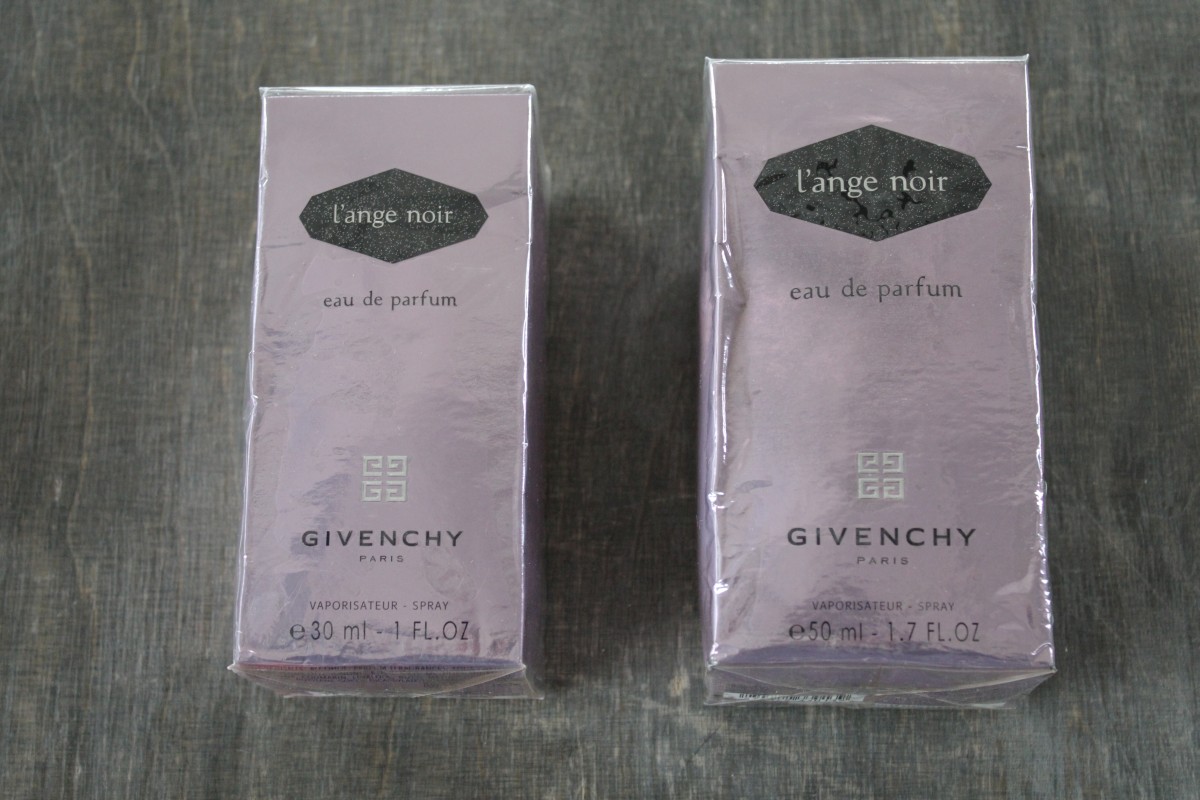 l'ange noir
eau de parfum
GIVENCHY
PARIS
VAPORISATEUR - SPRAY
℮30 ml - 1 FL.OZ
l'ange noir
eau de parfum
GIVENCHY
PARIS
VAPORISATEUR - SPRAY
℮50 ml - 1.7 FL.OZ